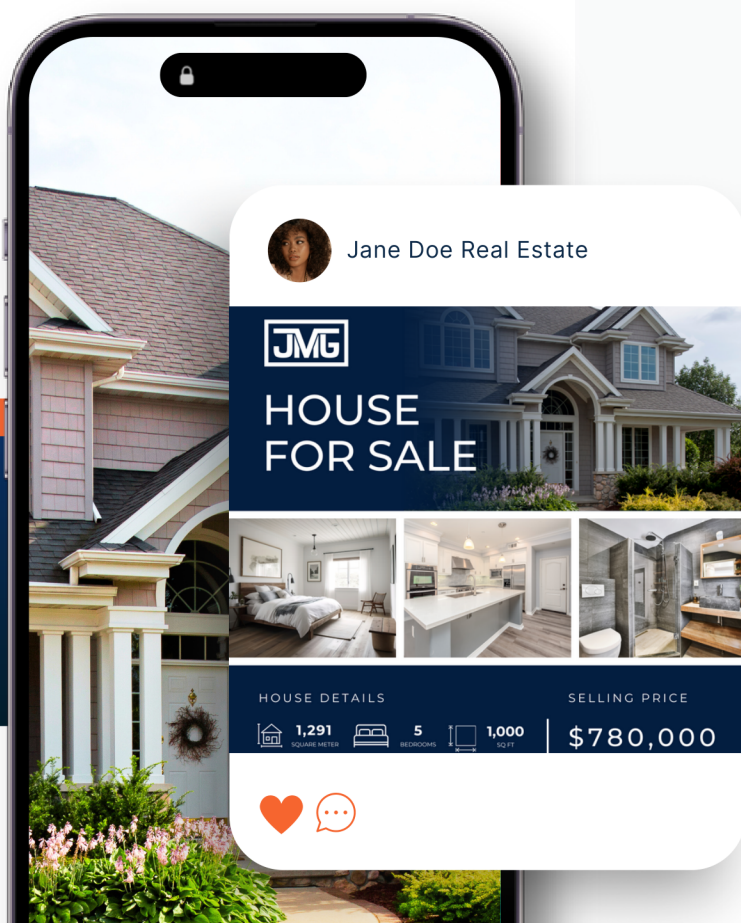 Jane Doe Real Estate
JMG
HOUSE
FOR SALE
HOUSE DETAILS
SELLING PRICE
1,291
SQUARE METER
5
BEDROOMS
1,000
SQ FT
$780,000